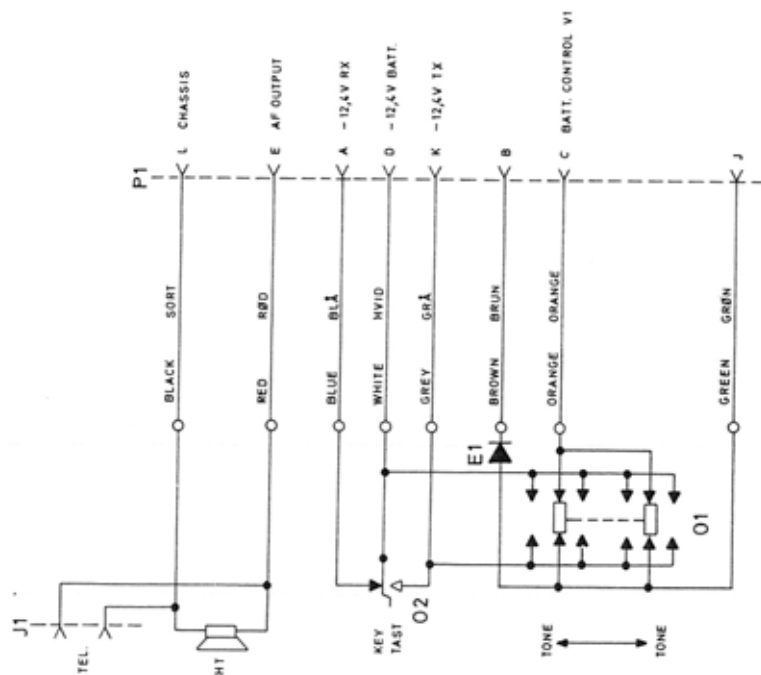 P1
L CHASSIS
E AF OUTPUT
A -12,4V RX
D -12,4V BATT.
K -12,4V TX
B
C BATT. CONTROL V1
J
BLACK SORT
RED RØD
BLUE BLÅ
WHITE HVID
GREY GRÅ
BROWN BRUN
ORANGE ORANGE
GREEN GRØN
E1
J1
TEL.
HT
KEY
TAST
O2
O1
TONE
TONE